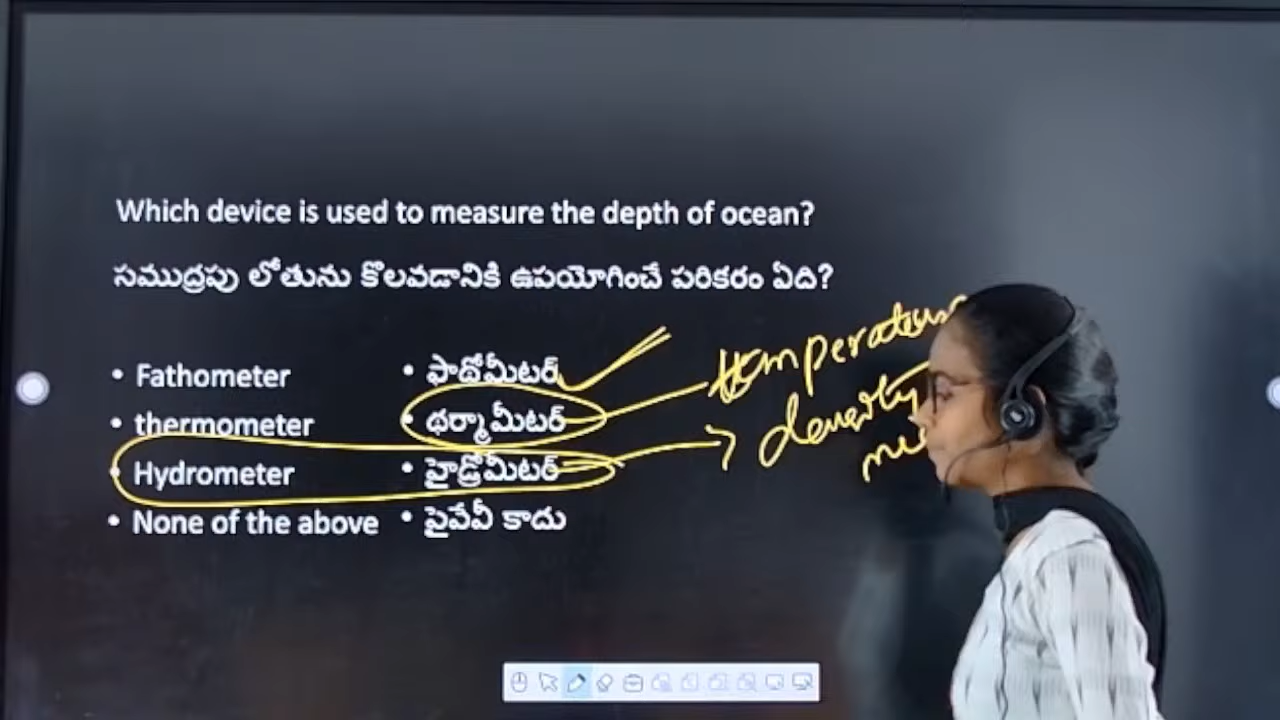 Which device is used to measure the depth of ocean?
సముద్రపు లోతును కొలవడానికి ఉపయోగించే పరికరం ఏది?
• Fathometer • ఫాథోమీటర్
• thermometer • థర్మామీటర్
• Hydrometer • హైడ్రోమీటర్
• None of the above • పైవేవీ కాదు
temperature
density